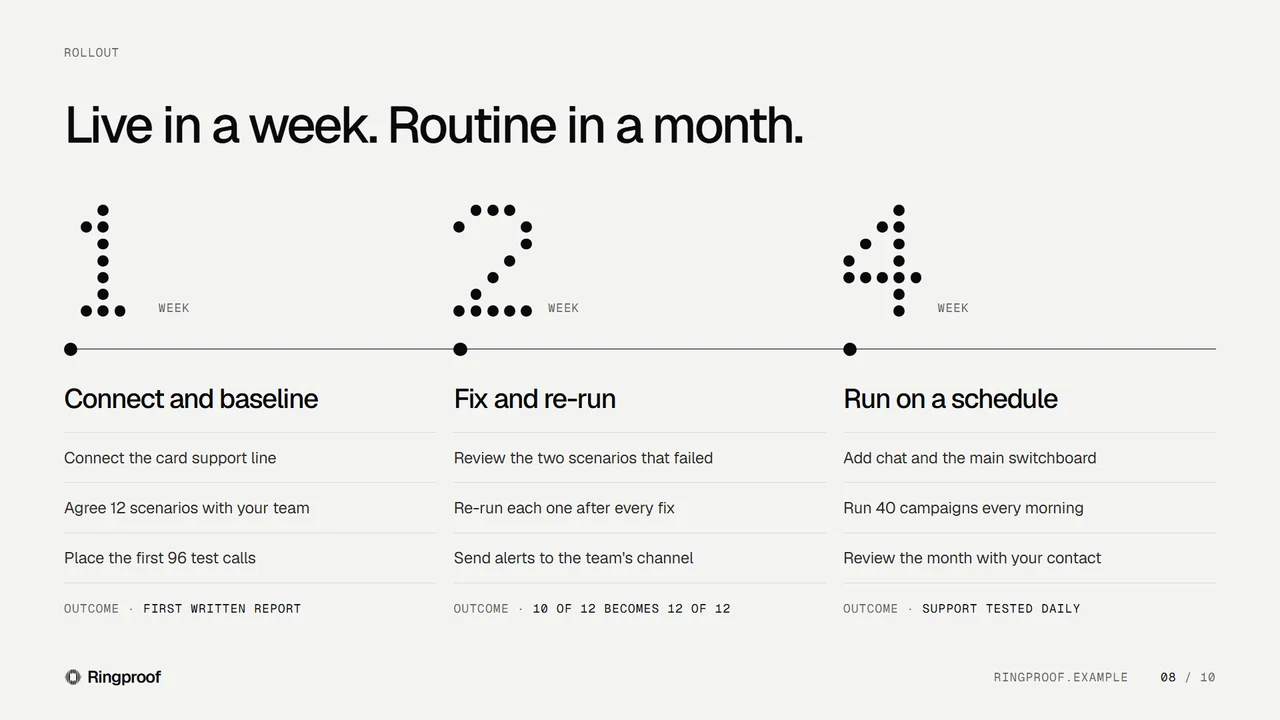 ROLLOUT
Live in a week. Routine in a month.
1 WEEK
2 WEEK
4 WEEK
Connect and baseline
Connect the card support line
Agree 12 scenarios with your team
Place the first 96 test calls
OUTCOME · FIRST WRITTEN REPORT
Fix and re-run
Review the two scenarios that failed
Re-run each one after every fix
Send alerts to the team's channel
OUTCOME · 10 OF 12 BECOMES 12 OF 12
Run on a schedule
Add chat and the main switchboard
Run 40 campaigns every morning
Review the month with your contact
OUTCOME · SUPPORT TESTED DAILY
Ringproof
RINGPROOF.EXAMPLE 08 / 10